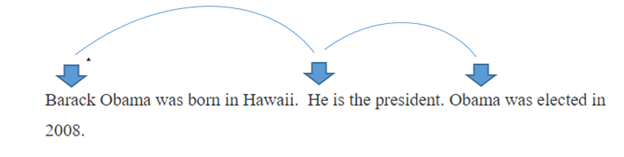 Barack Obama was born in Hawaii.  He is the president. Obama was elected in
2008.